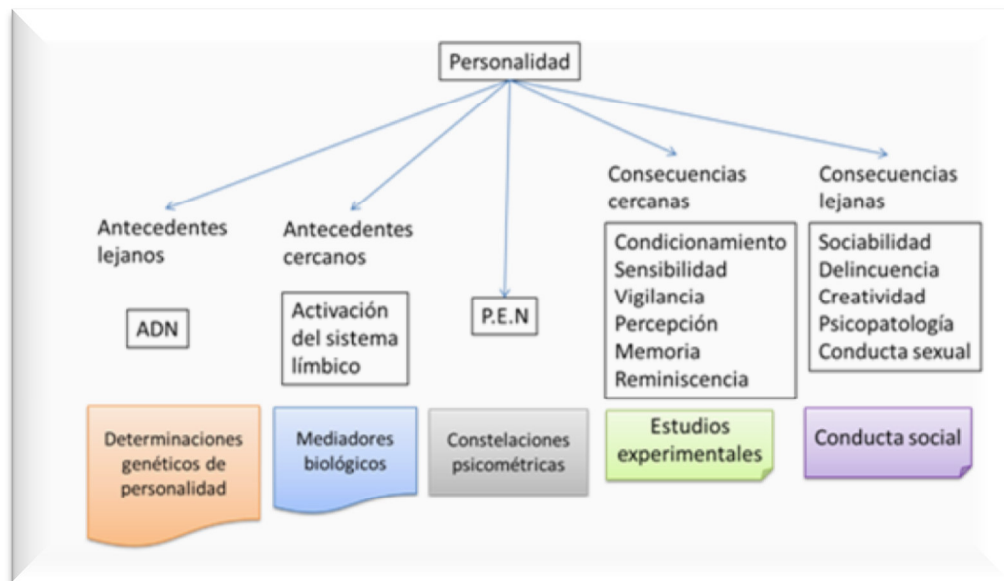 Personalidad
Antecedentes
lejanos
ADN
Determinaciones
genéticos de
personalidad
Antecedentes
cercanos
Activación
del sistema
límbico
Mediadores
biológicos
P.E.N
Constelaciones
psicométricas
Consecuencias
cercanas
Condicionamiento
Sensibilidad
Vigilancia
Percepción
Memoria
Reminiscencia
Estudios
experimentales
Consecuencias
lejanas
Sociabilidad
Delincuencia
Creatividad
Psicopatología
Conducta sexual
Conducta social